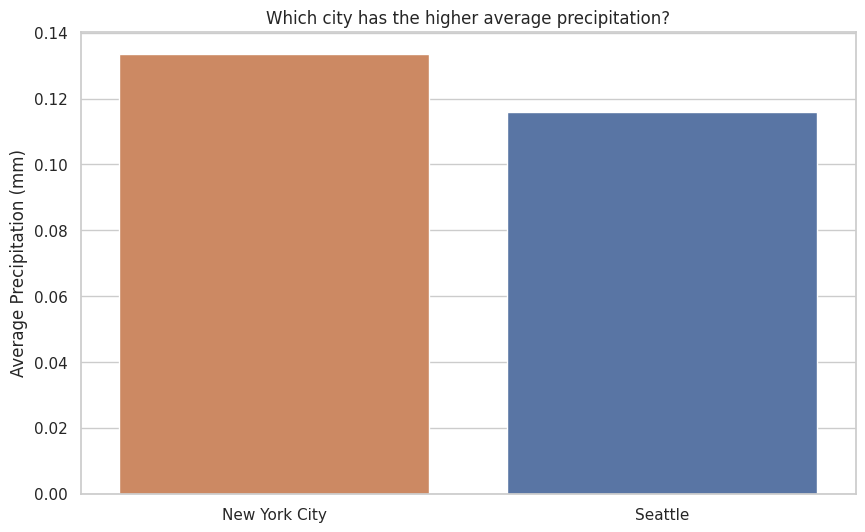 Which city has the higher average precipitation?
Average Precipitation (mm)
0.14
0.12
0.10
0.08
0.06
0.04
0.02
0.00
New York City
Seattle